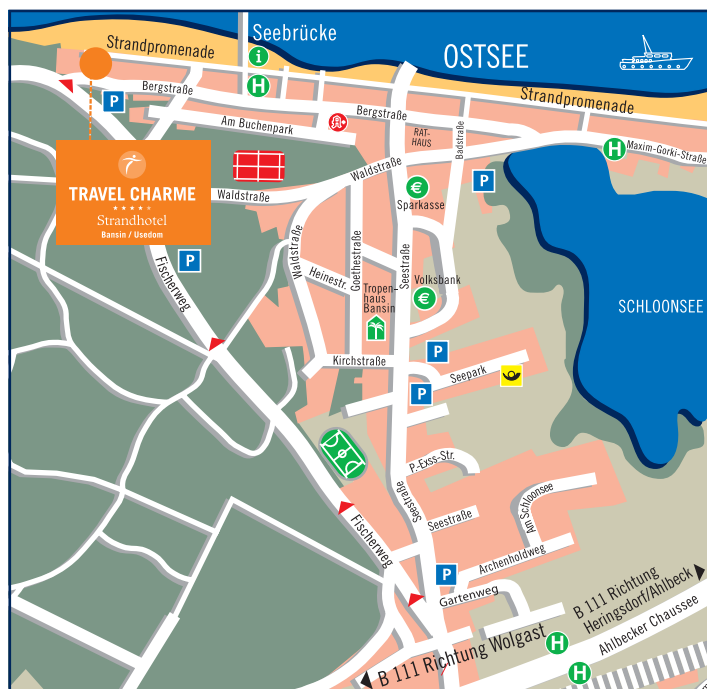 Seebrücke
OSTSEE
Strandpromenade
i
H
Bergstraße
P
Strandpromenade
Bergstraße
Am Buchenpark
RAT-
HAUS
Badstraße
H
Maxim-Gorki-Straße
Waldstraße
TRAVEL CHARME
Strandhotel
Bansin / Usedom
Waldstraße
P
€
Sparkasse
P
Fischerweg
Waldstraße
Goethestraße
Seestraße
Heinestr.
Tropen-
haus
Bansin
Volksbank
€
SCHLOONSEE
Kirchstraße
P
Seepark
P
P.-Exss-Str.
Seestraße
Am Schloonsee
Seestraße
Fischerweg
Archenholdweg
P
Gartenweg
B 111 Richtung
Heringsdorf/Ahlbeck
Ahlbecker Chaussee
B 111 Richtung Wolgast
H
H